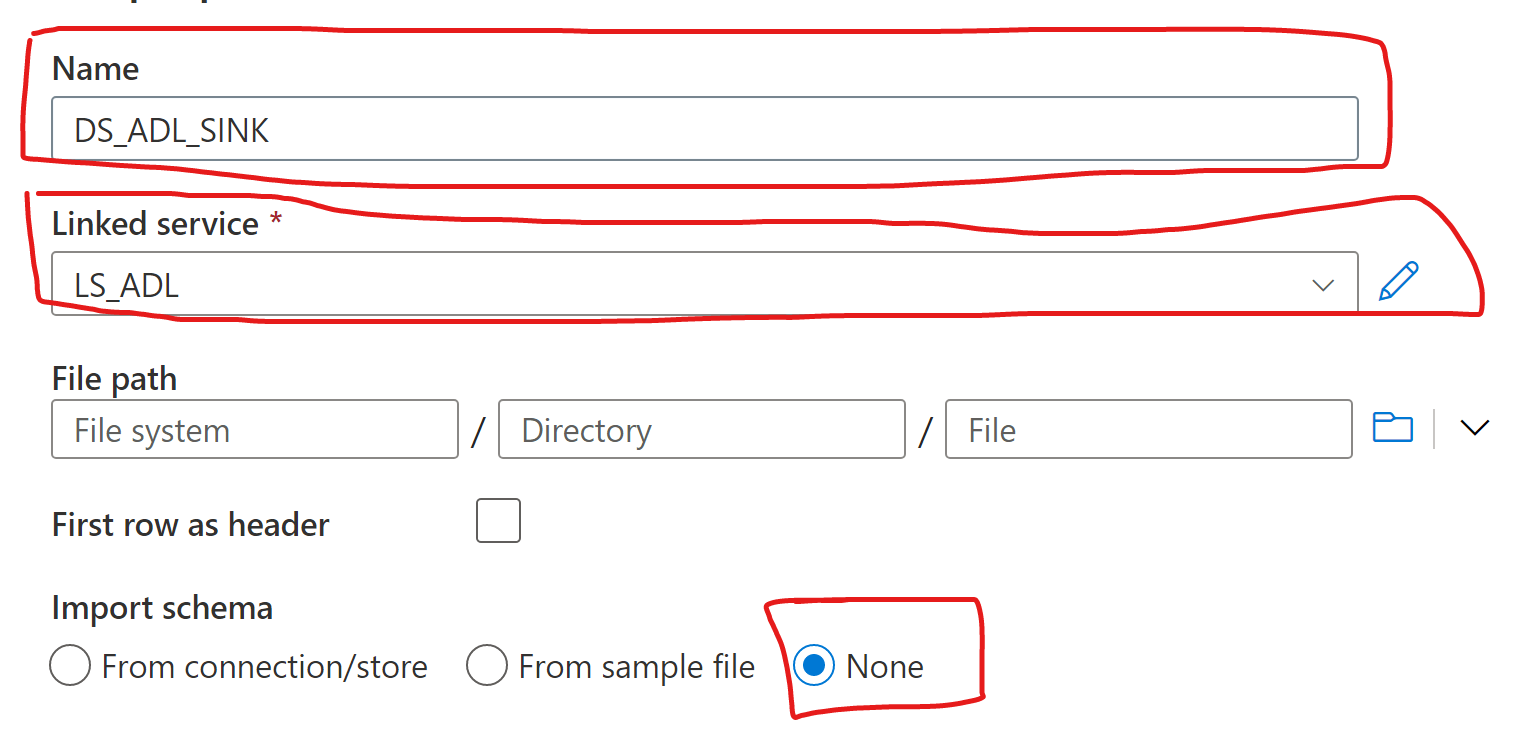 Name
DS_ADL_SINK
Linked service *
LS_ADL
File path
File system / Directory / File
First row as header
Import schema
From connection/store From sample file None